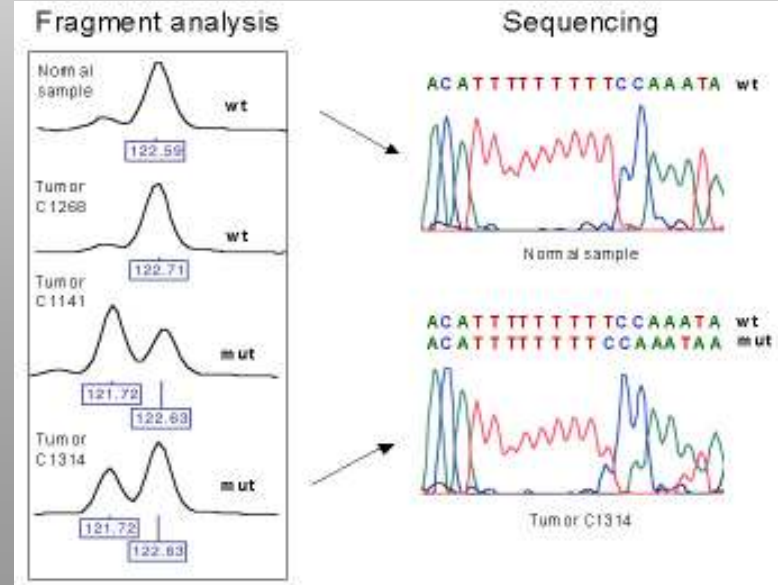 Fragment analysis
Normal
sample
wt
122.59
Tumor
C1268
wt
122.71
Tumor
C1141
mut
121.72
122.63
Tumor
C1314
mut
121.72
122.63
Sequencing
ACATTTTTTTTTCCAAATA wt
Normal sample
ACATTTTTTTTTCCAAATA wt
ACATTTTTTTTCCAAATAA mut
Tumor C1314